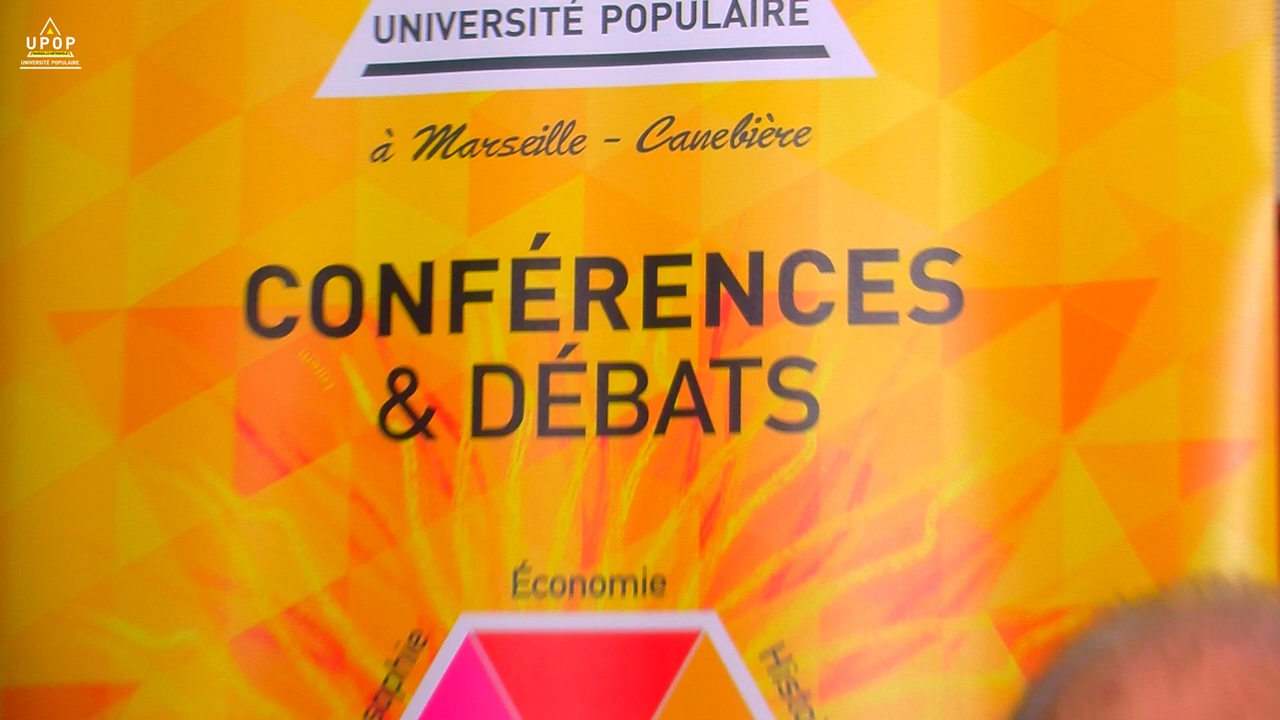 UPOP
UNIVERSITÉ POPULAIRE
UNIVERSITÉ POPULAIRE
à Marseille - Canebière
CONFÉRENCES
& DÉBATS
Économie